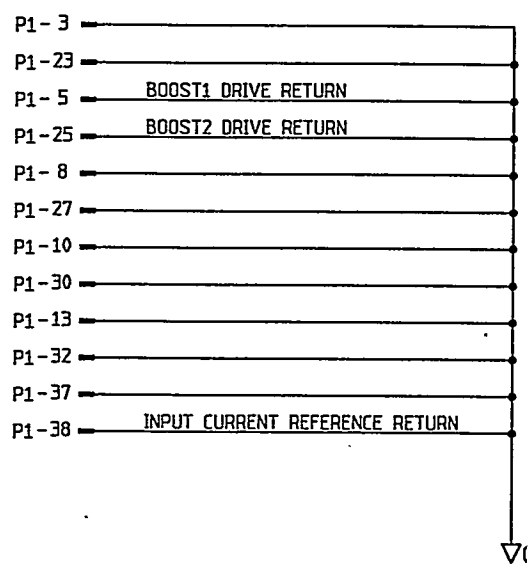 P1- 3
P1-23
P1- 5 BOOST1 DRIVE RETURN
P1-25 BOOST2 DRIVE RETURN
P1- 8
P1-27
P1-10
P1-30
P1-13
P1-32
P1-37
P1-38 INPUT CURRENT REFERENCE RETURN